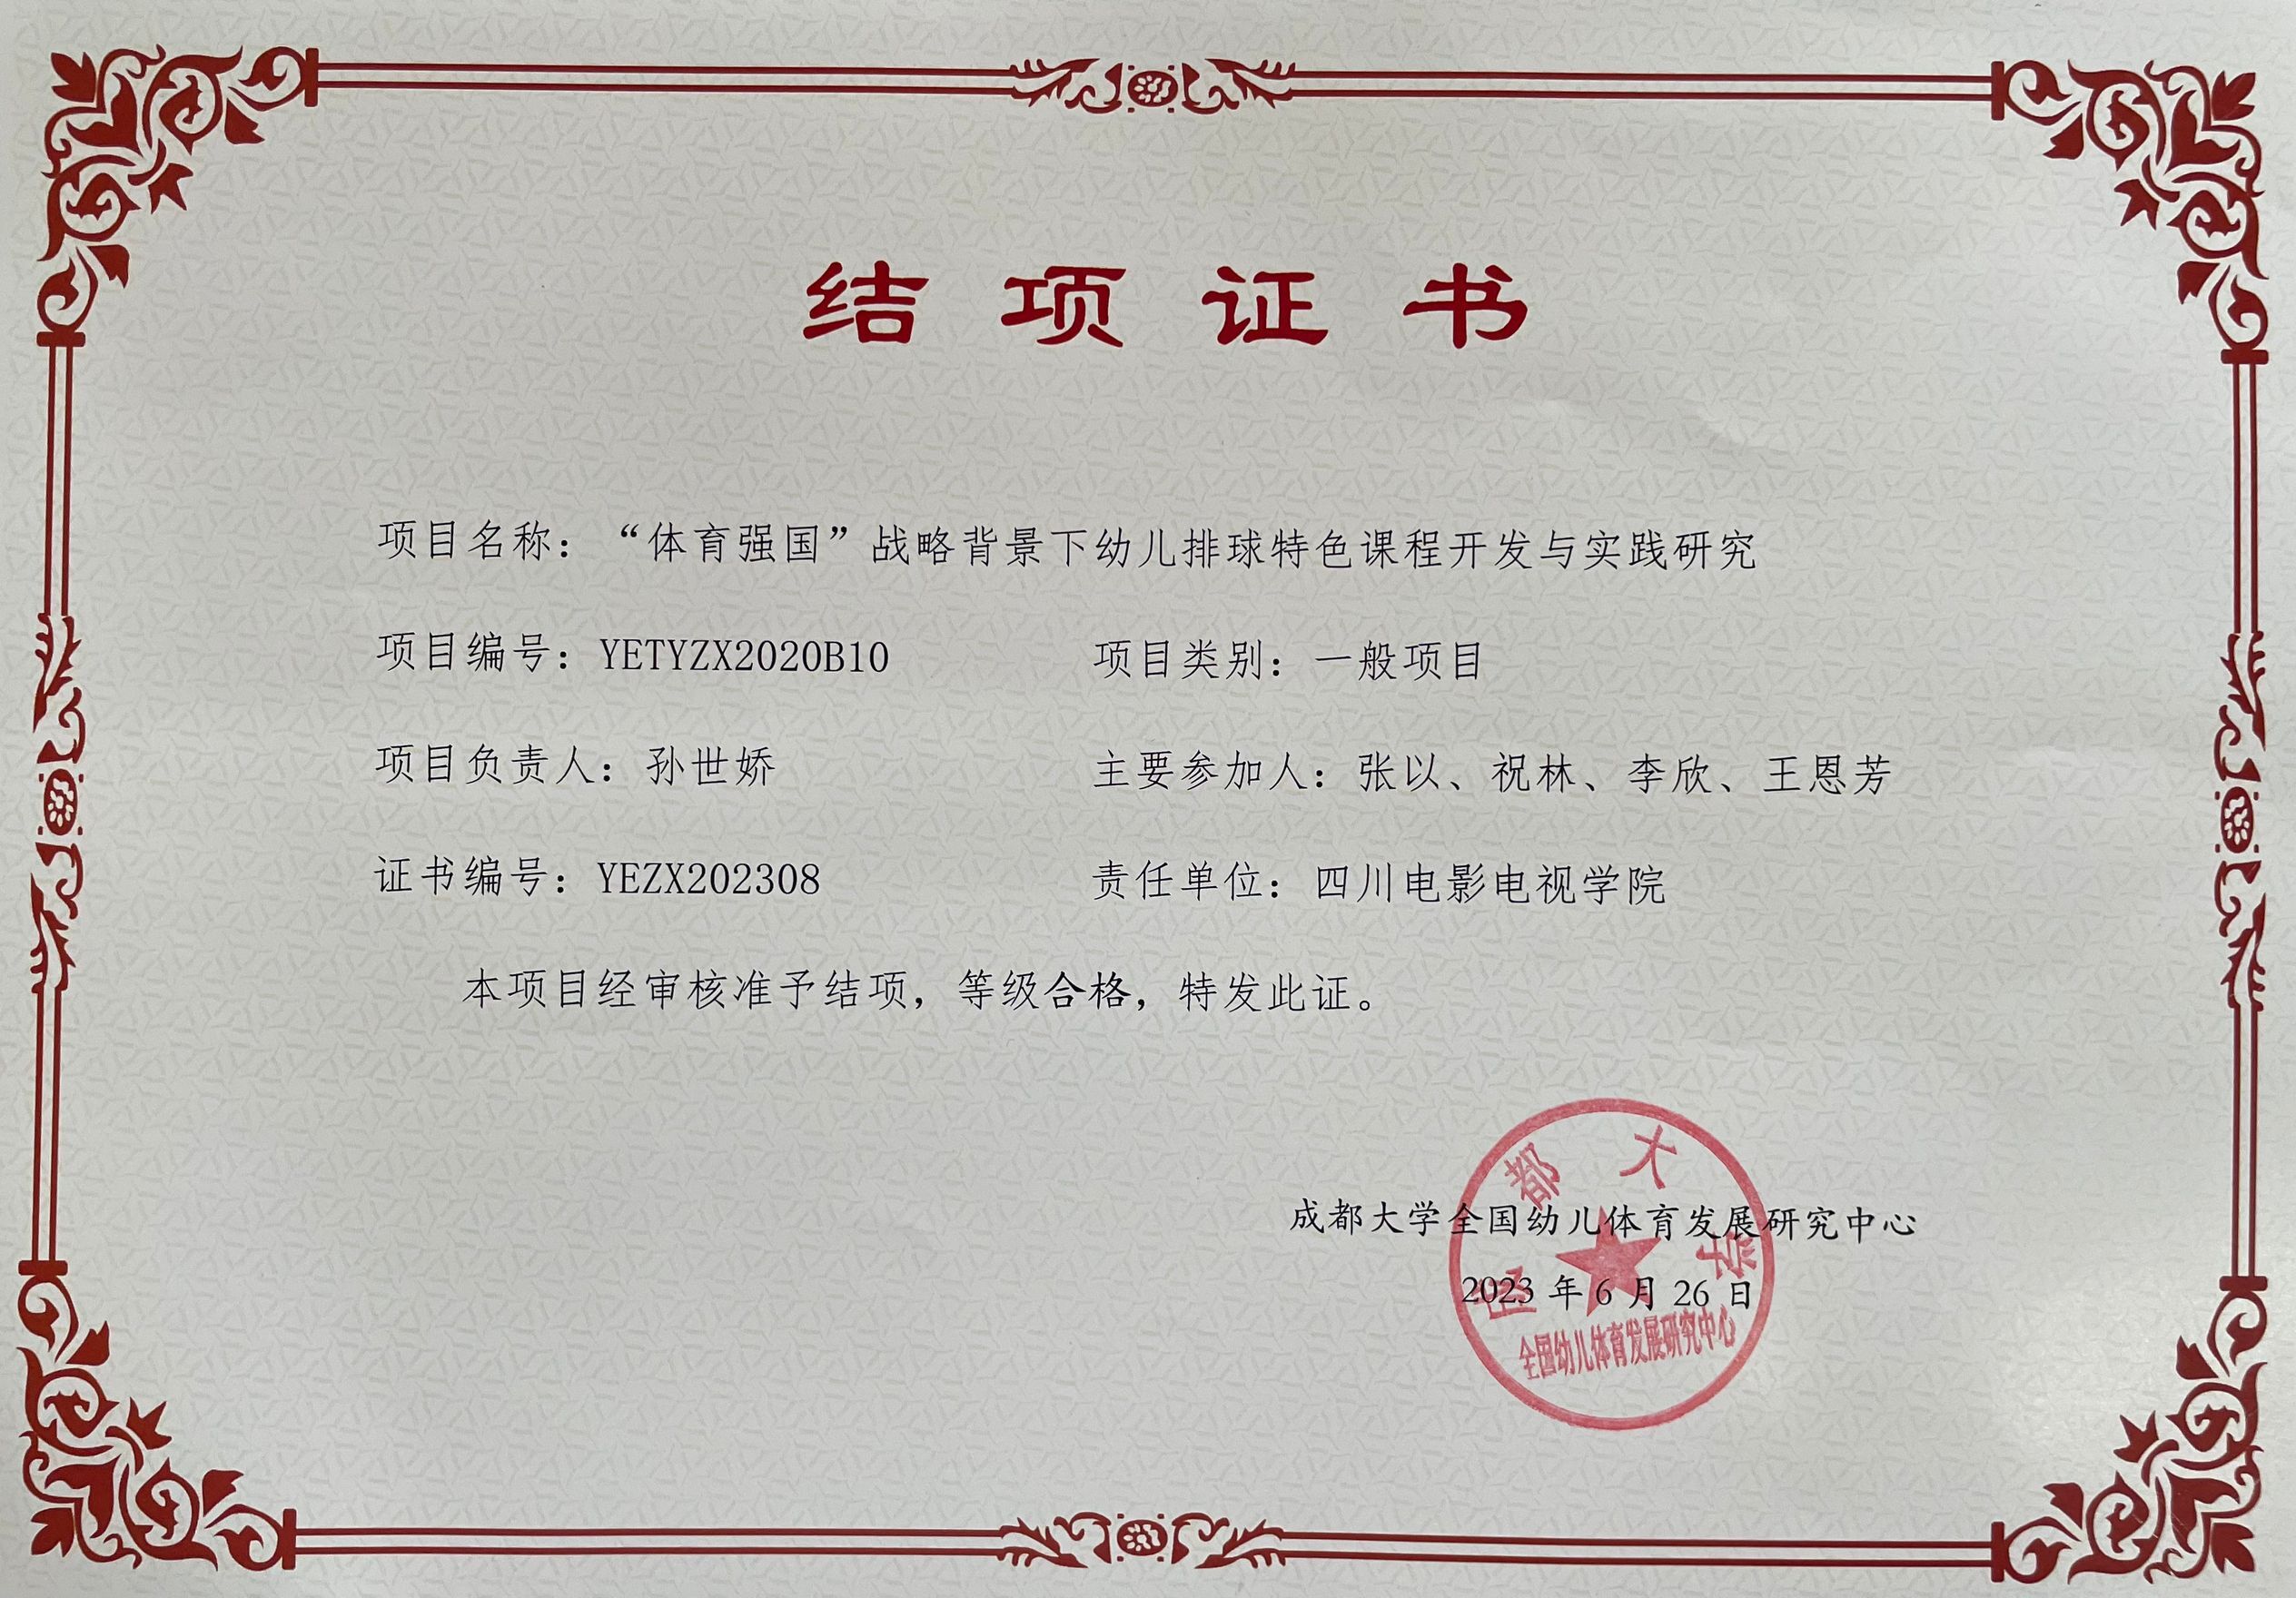 结项证书
项目名称：“体育强国”战略背景下幼儿排球特色课程开发与实践研究
项目编号：YETYZX2020B10 项目类别：一般项目
项目负责人：孙世娇 主要参加人：张以、祝林、李欣、王恩芳
证书编号：YEZX202308 责任单位：四川电影电视学院
本项目经审核准予结项，等级合格，特发此证。
成都大学全国幼儿体育发展研究中心
2023 年 6 月 26 日
成都大学
全国幼儿体育发展研究中心